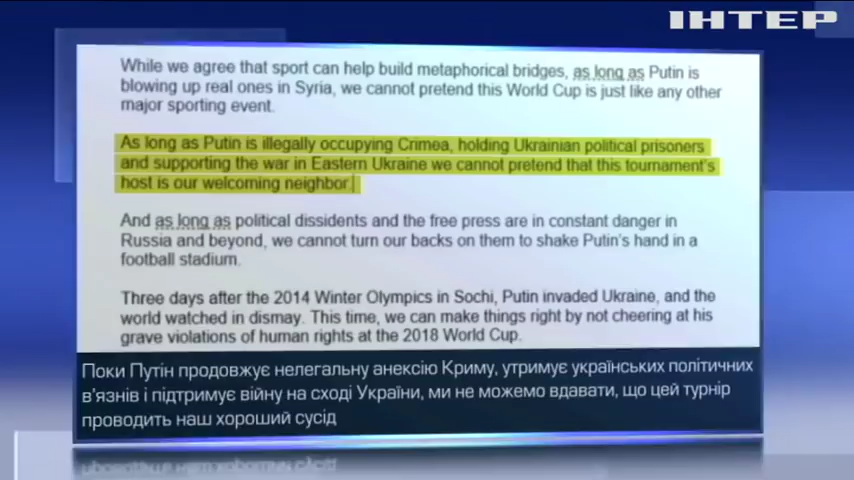 ІНТЕР
While we agree that sport can help build metaphorical bridges, as long as Putin is
blowing up real ones in Syria, we cannot pretend this World Cup is just like any other
major sporting event.
As long as Putin is illegally occupying Crimea, holding Ukrainian political prisoners
and supporting the war in Eastern Ukraine we cannot pretend that this tournament's
host is our welcoming neighbor.
And as long as political dissidents and the free press are in constant danger in
Russia and beyond, we cannot turn our backs on them to shake Putin's hand in a
football stadium.
Three days after the 2014 Winter Olympics in Sochi, Putin invaded Ukraine, and the
world watched in dismay. This time, we can make things right by not cheering at his
grave violations of human rights at the 2018 World Cup.
Поки Путін продовжує нелегальну анексію Криму, утримує українських політичних
в'язнів і підтримує війну на сході України, ми не можемо вдавати, що цей турнір
проводить наш хороший сусід